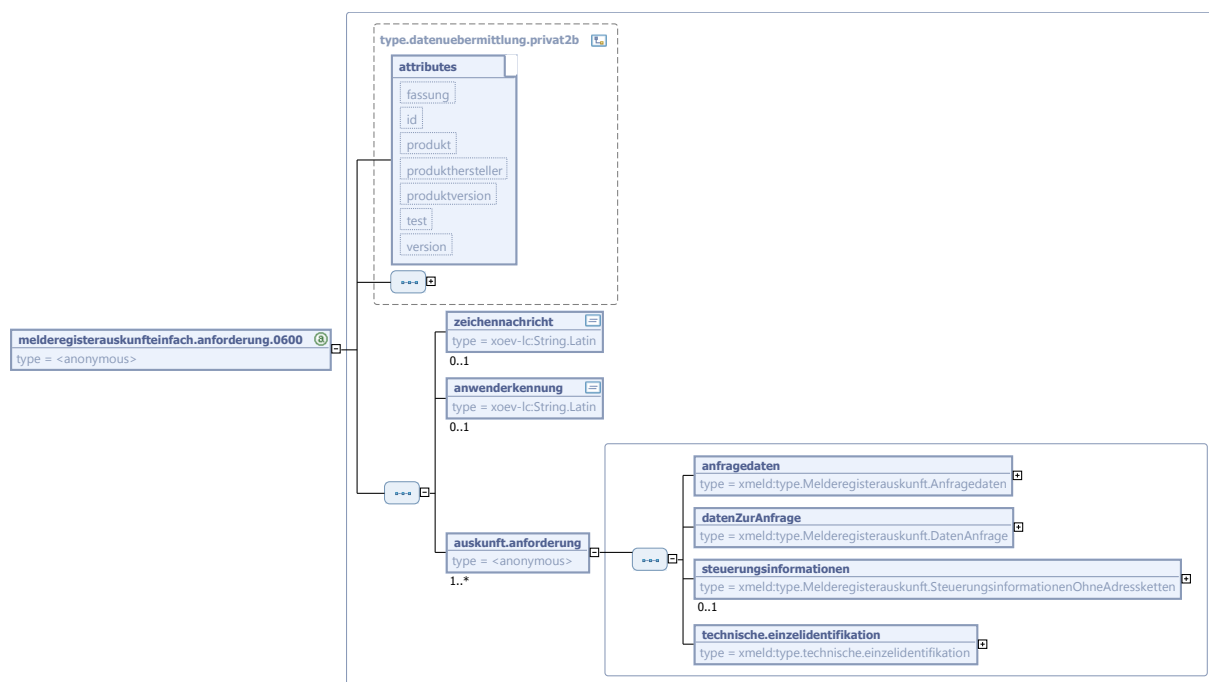 type.datenuebermittlung.privat2b
attributes
fassung
id
produkt
produkthersteller
produktversion
test
version
melderegisterauskunfteinfach.anforderung.0600
a
type = <anonymous>
zeichennachricht
type = xoev-lc:String.Latin
0..1
anwenderkennung
type = xoev-lc:String.Latin
0..1
auskunft.anforderung
type = <anonymous>
1..*
anfragedaten
type = xmeld:type.Melderegisterauskunft.Anfragedaten
datenZurAnfrage
type = xmeld:type.Melderegisterauskunft.DatenAnfrage
steuerungsinformationen
type = xmeld:type.Melderegisterauskunft.SteuerungsinformationenOhneAdressketten
0..1
technische.einzelidentifikation
type = xmeld:type.technische.einzelidentifikation